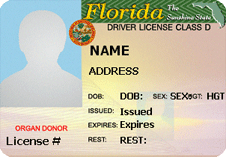 Florida The Sunshine State
DRIVER LICENSE CLASS D
NAME
ADDRESS
DOB: DOB: SEX: SEX HGT: HGT
ISSUED: Issued
ORGAN DONOR EXPIRES: Expires
License # REST: REST: